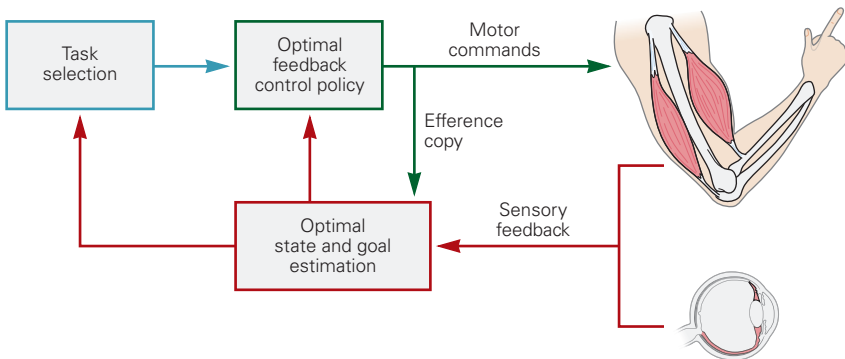 Task
selection
Optimal
feedback
control policy
Motor
commands
Efference
copy
Optimal
state and goal
estimation
Sensory
feedback